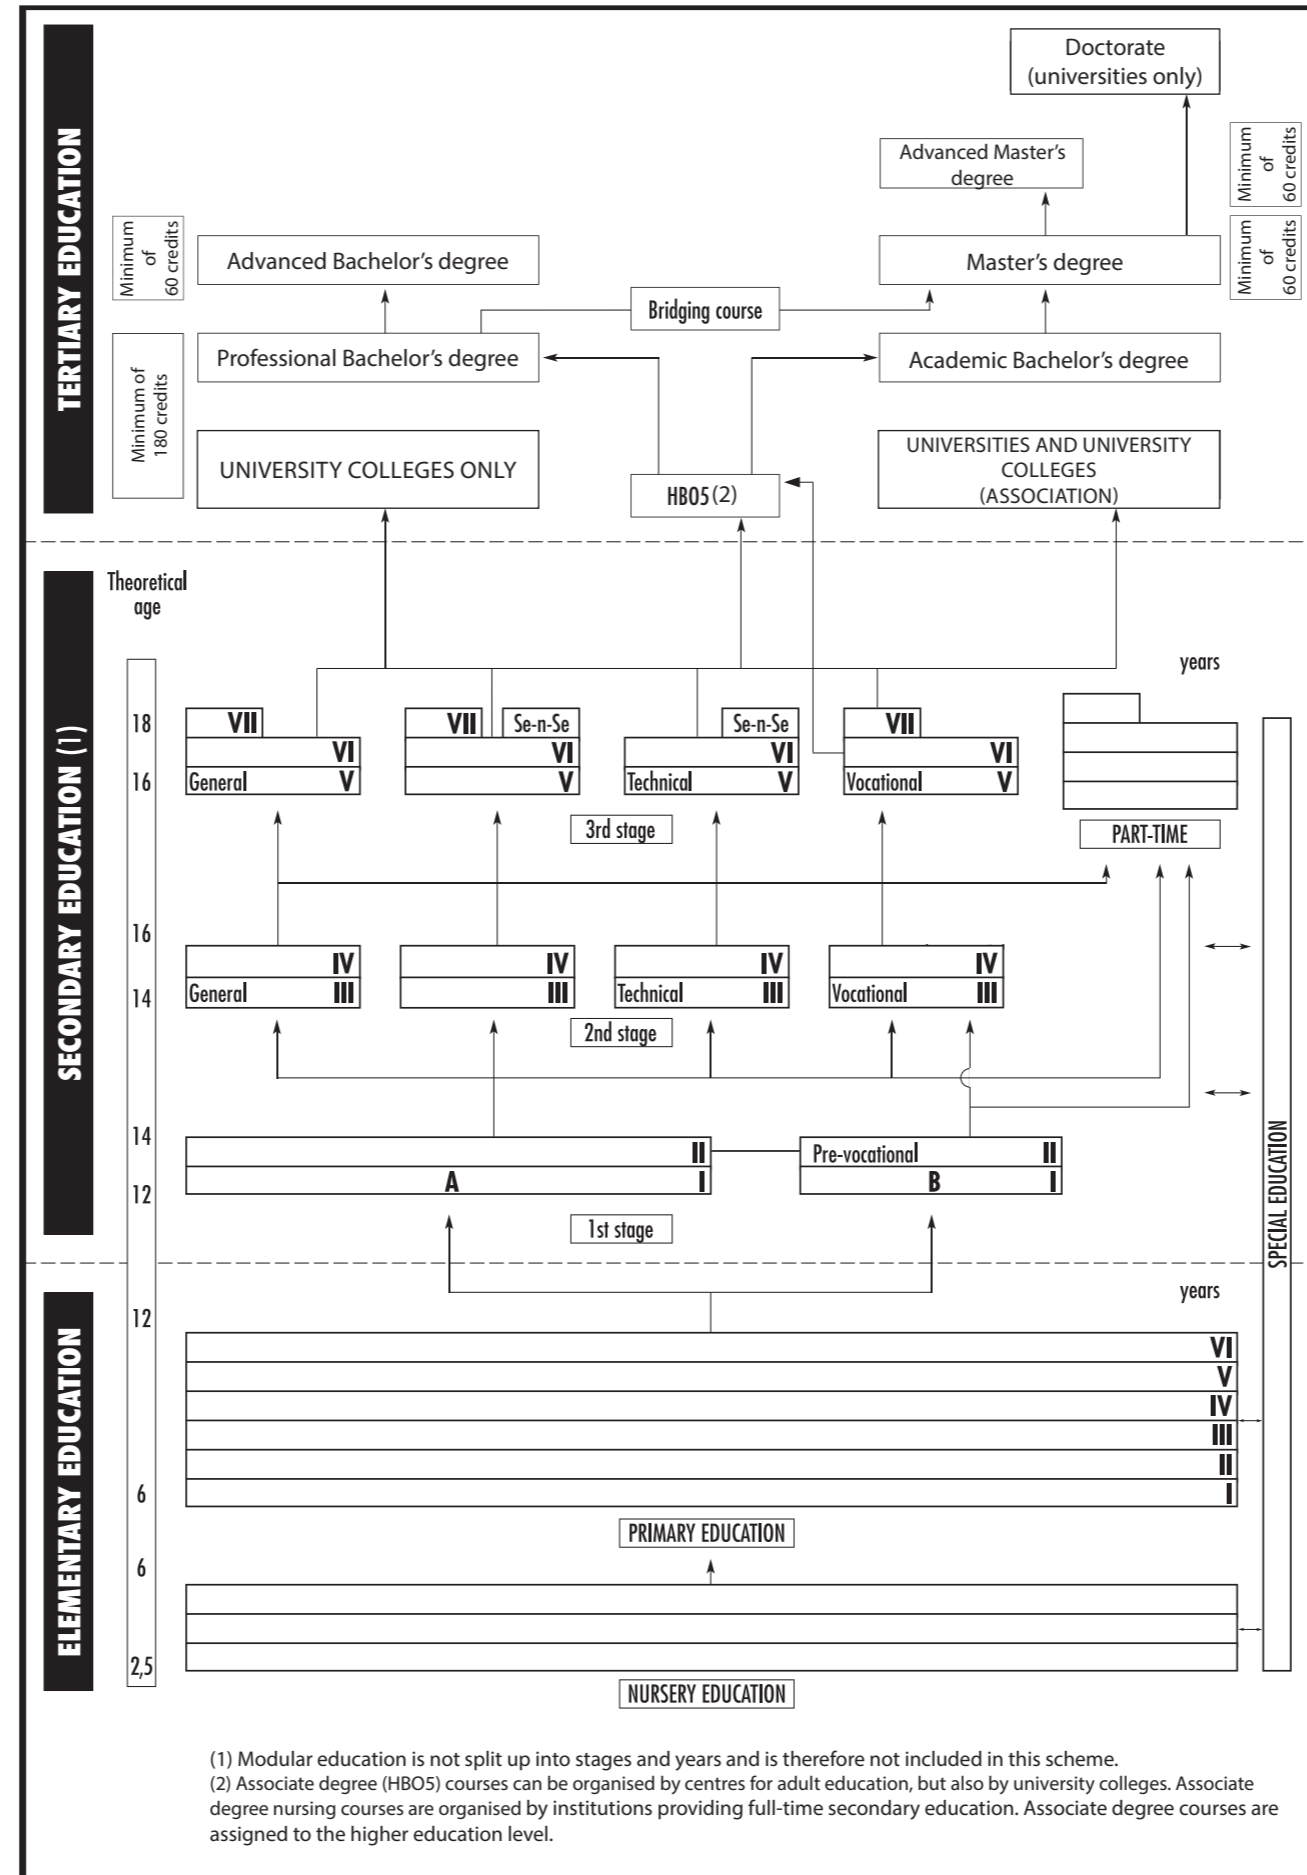 TERTIARY EDUCATION
Doctorate
(universities only)
Advanced Master's
degree
Minimum
of
60 credits
Minimum
of
60 credits
Advanced Bachelor's degree
Master's degree
Minimum
of
60 credits
Bridging course
Professional Bachelor's degree
Academic Bachelor's degree
Minimum of
180 credits
UNIVERSITY COLLEGES ONLY
HBO5 (2)
UNIVERSITIES AND UNIVERSITY
COLLEGES
(ASSOCIATION)
SECONDARY EDUCATION (1)
Theoretical
age
years
18
VII
VII
Se-n-Se
Se-n-Se
VII
VI
VI
VI
VI
16
General V
V
Technical V
Vocational V
3rd stage
PART-TIME
16
IV
IV
IV
IV
14
General III
III
Technical III
Vocational III
2nd stage
14
II
Pre-vocational II
12
A I
B I
1st stage
SPECIAL EDUCATION
ELEMENTARY EDUCATION
years
12
VI
V
IV
III
II
6
I
PRIMARY EDUCATION
6
2,5
NURSERY EDUCATION
(1) Modular education is not split up into stages and years and is therefore not included in this scheme.
(2) Associate degree (HBO5) courses can be organised by centres for adult education, but also by university colleges. Associate
degree nursing courses are organised by institutions providing full-time secondary education. Associate degree courses are
assigned to the higher education level.